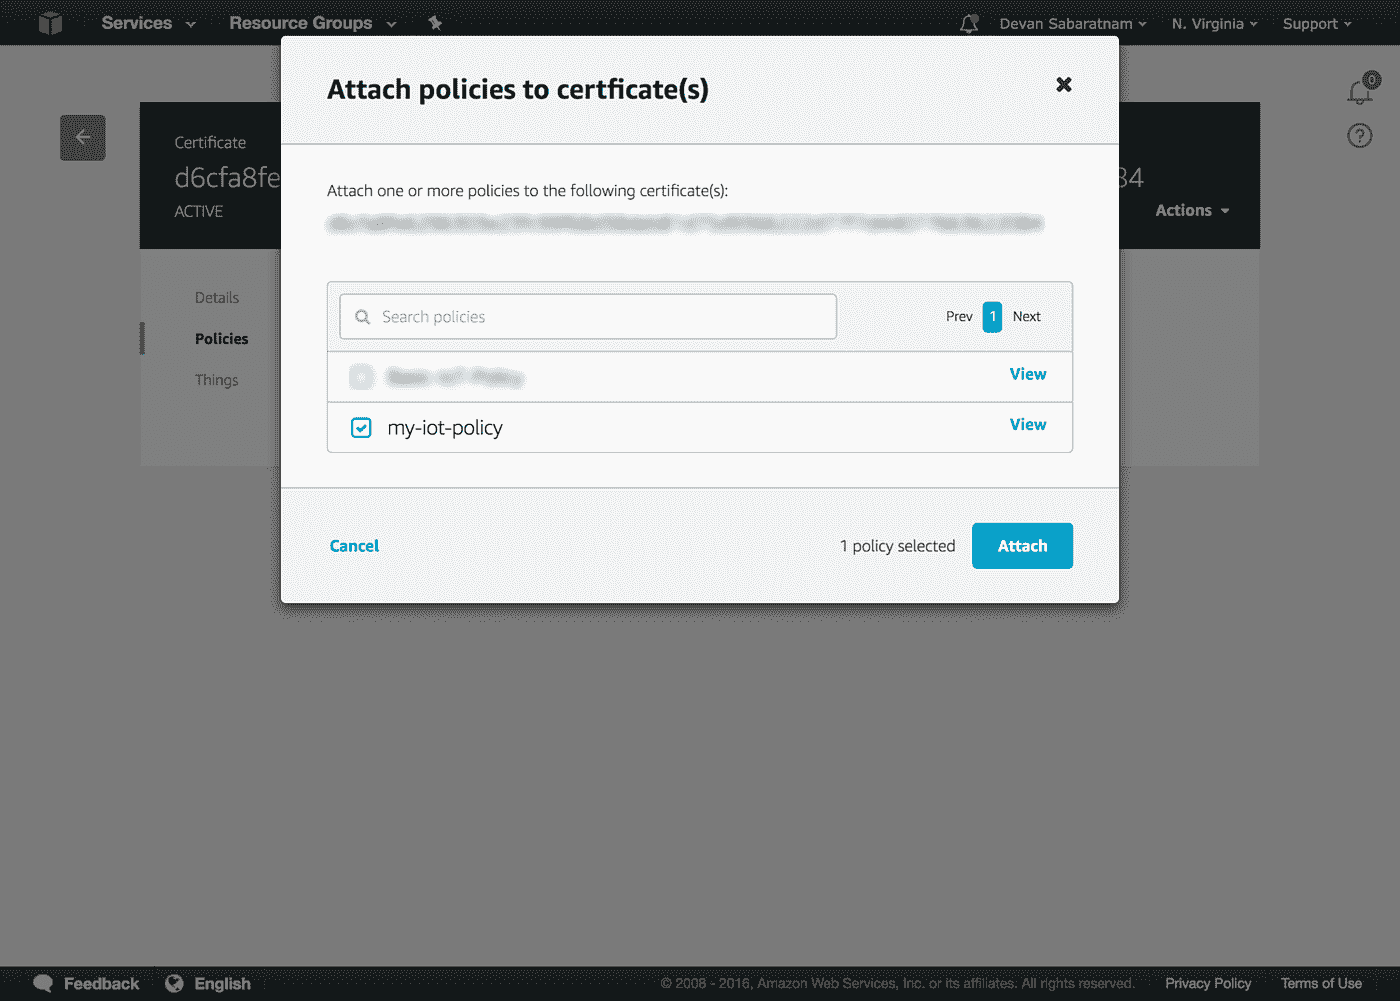 Services Resource Groups Devan Sabaratnam N. Virginia Support
Attach policies to certficate(s)
0
Certificate
d6cfa8fe 84
ACTIVE
Actions
Attach one or more policies to the following certificate(s):
Details
Policies
Things
Search policies
Prev 1 Next
View
my-iot-policy View
Cancel 1 policy selected Attach
Feedback English © 2008 - 2016, Amazon Web Services, Inc. or its affiliates. All rights reserved. Privacy Policy Terms of Use